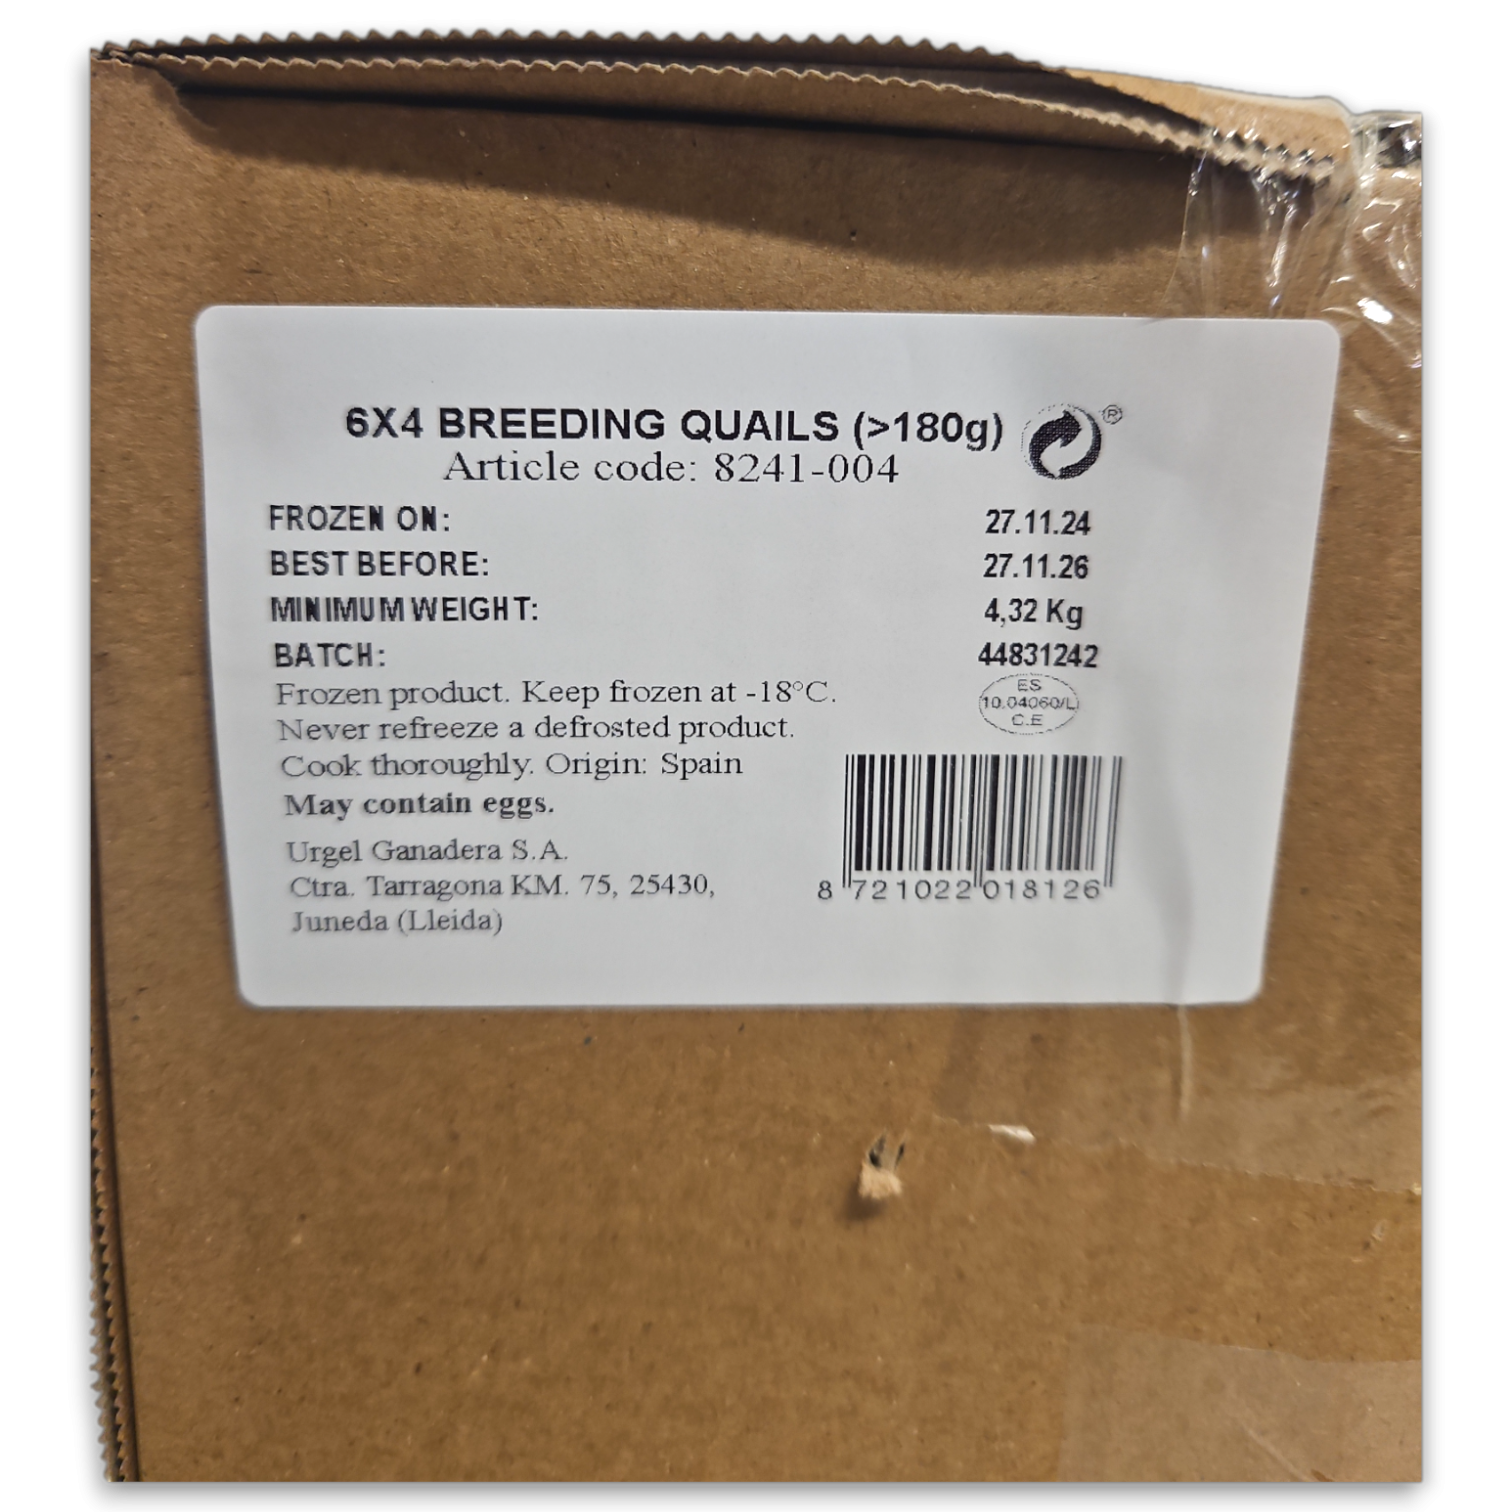 6X4 BREEDING QUAILS (>180g) ®
Article code: 8241-004
FROZEN ON: 27.11.24
BEST BEFORE: 27.11.26
MINIMUM WEIGHT: 4,32 Kg
BATCH: 44831242
Frozen product. Keep frozen at -18°C.
Never refreeze a defrosted product.
Cook thoroughly. Origin: Spain
May contain eggs.
Urgel Ganadera S.A.
Ctra. Tarragona KM. 75, 25430,
Juneda (Lleida)
ES
10.04060/L
C.E
8 721022 018126